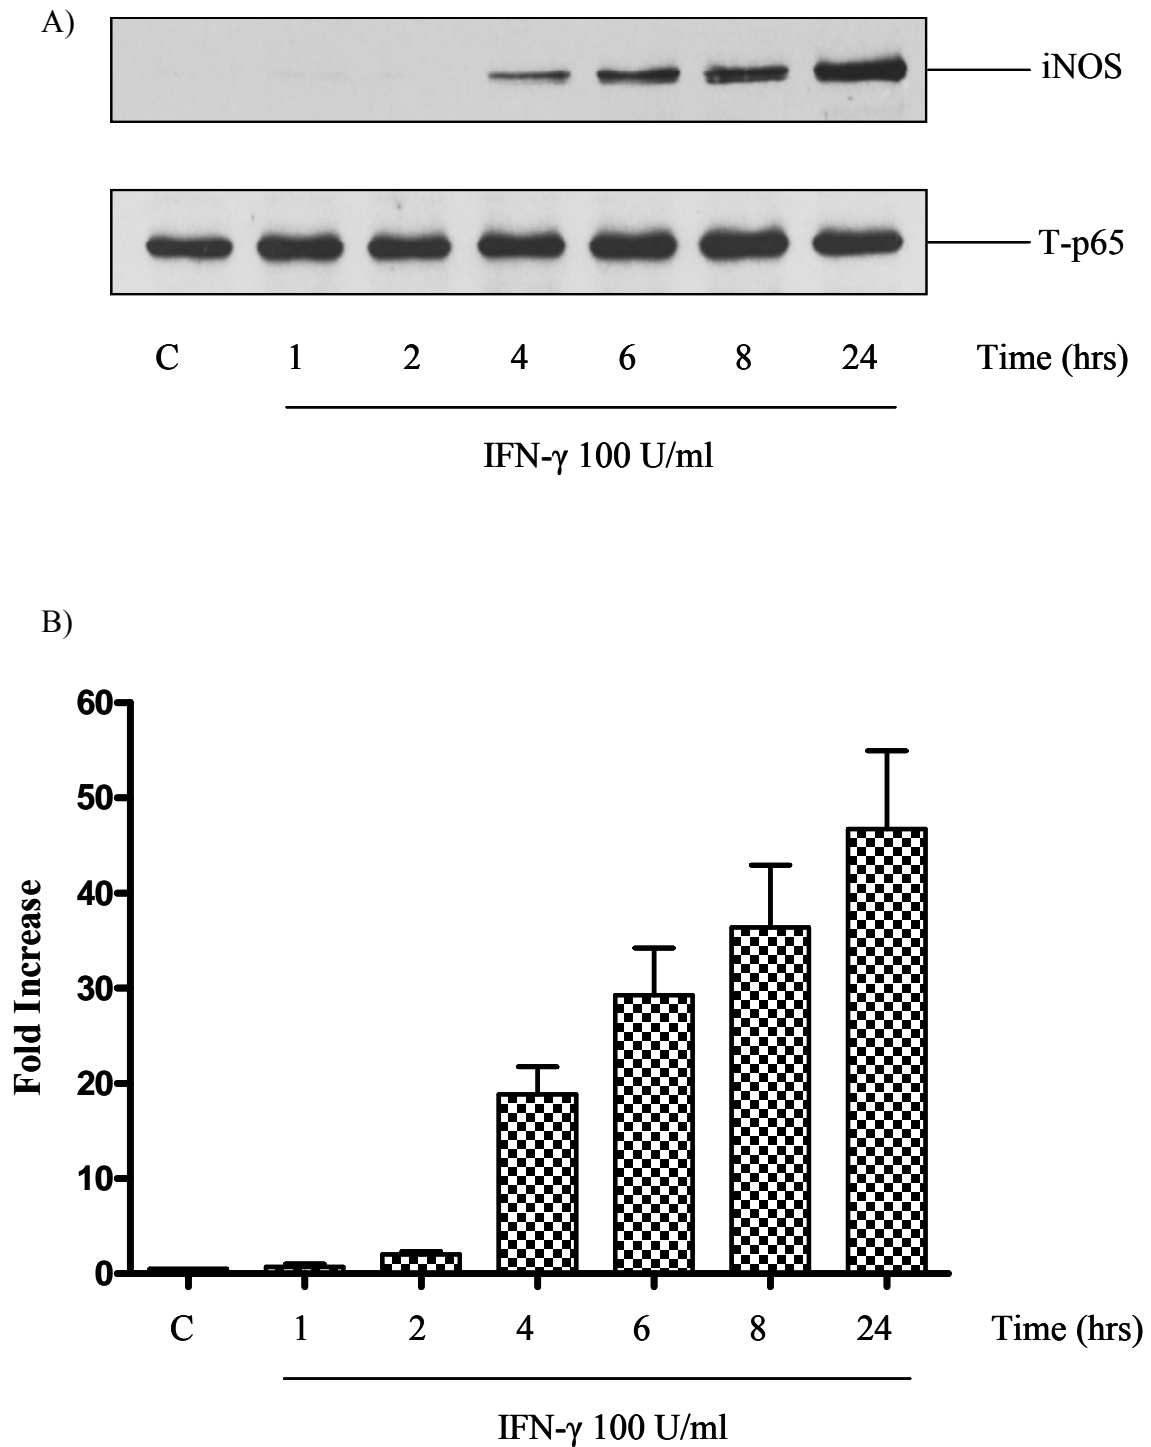 A)
iNOS
T-p65
C 1 2 4 6 8 24 Time (hrs)
IFN-γ 100 U/ml
B)
60
50
40
30
20
10
0
Fold Increase
C 1 2 4 6 8 24 Time (hrs)
IFN-γ 100 U/ml